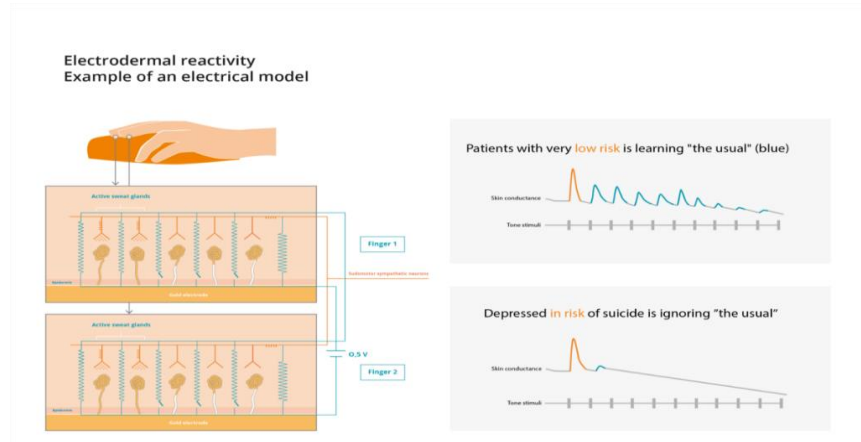 Electrodermal reactivity
Example of an electrical model
Active sweat glands
Finger 1
Sudomotor sympathetic neurons
Epidermis
Gold electrode
Active sweat glands
0,5 V
Finger 2
Epidermis
Gold electrode
Patients with very low risk is learning "the usual" (blue)
Skin conductance
Tone stimuli
Depressed in risk of suicide is ignoring "the usual"
Skin conductance
Tone stimuli